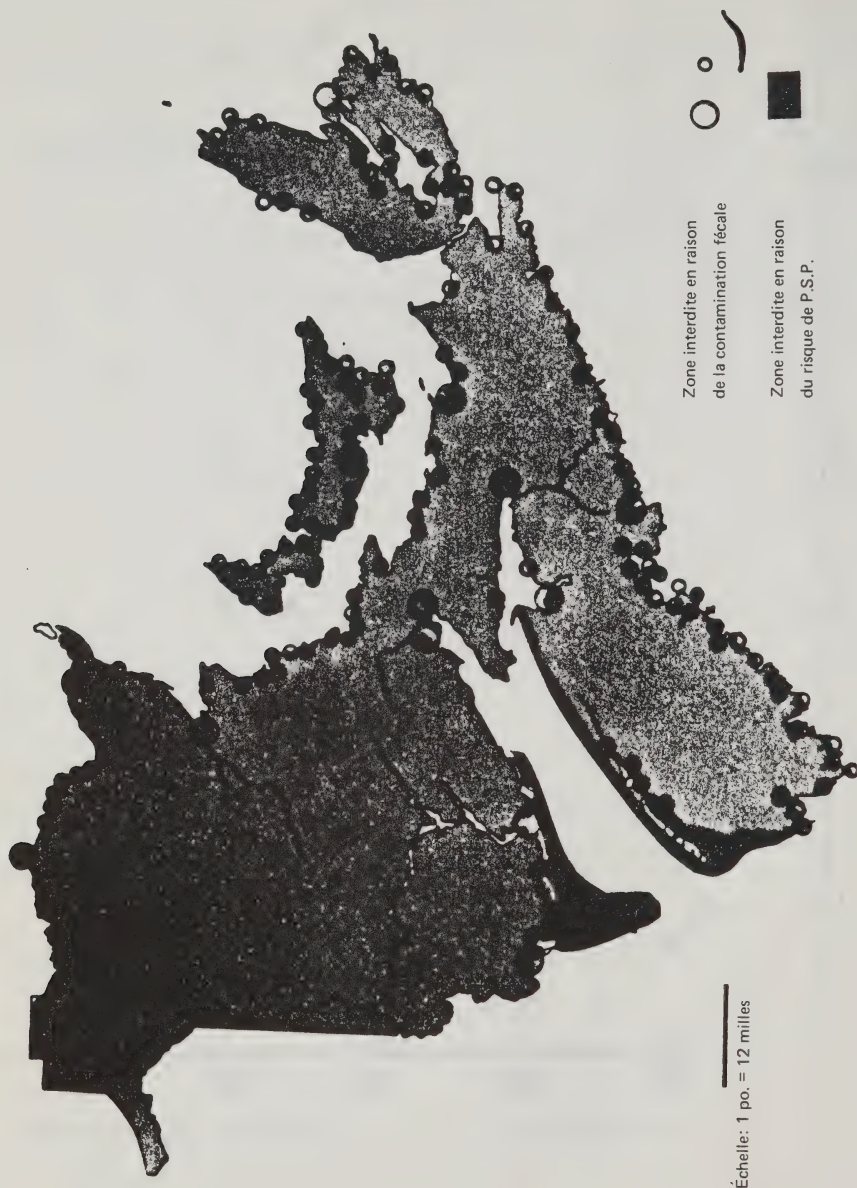 Zone interdite en raison
de la contamination fécale
Zone interdite en raison
du risque de P.S.P.
Échelle: 1 po. = 12 milles